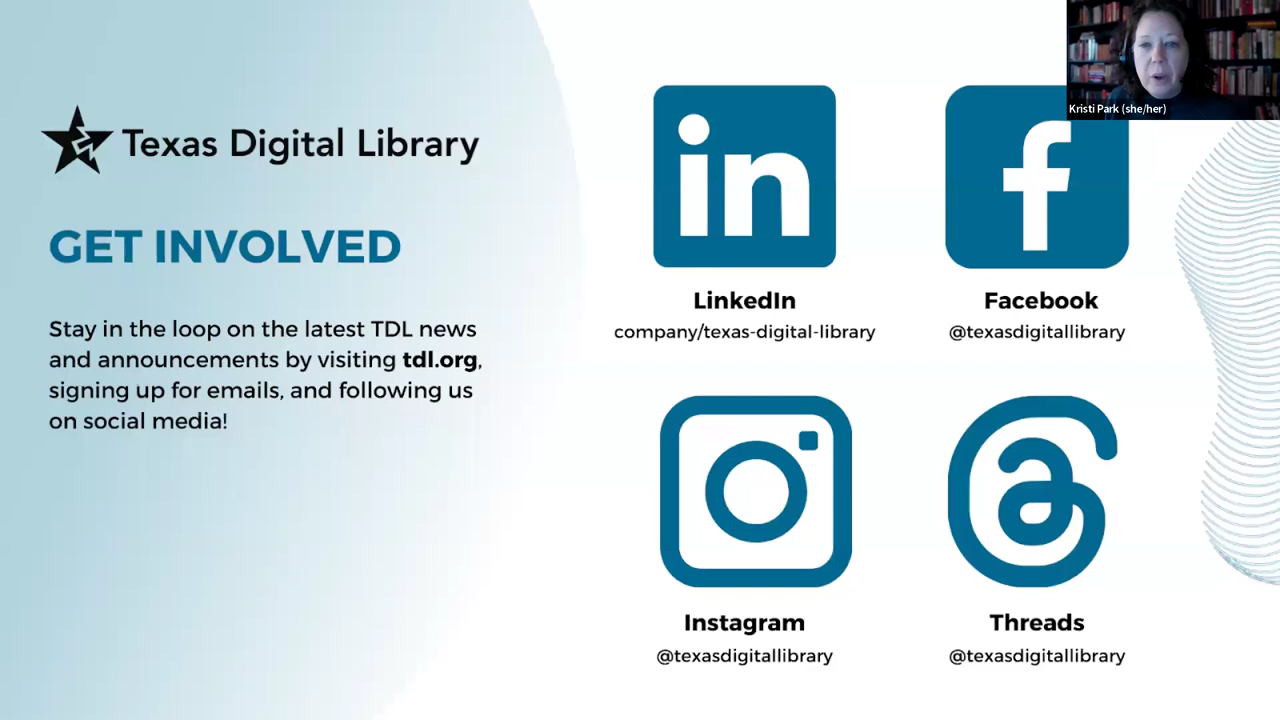 Texas Digital Library
GET INVOLVED
Stay in the loop on the latest TDL news
and announcements by visiting tdl.org,
signing up for emails, and following us
on social media!
in
LinkedIn
company/texas-digital-library
f
Facebook
@texasdigitallibrary
Instagram
@texasdigitallibrary
Threads
@texasdigitallibrary
Kristi Park (she/her)